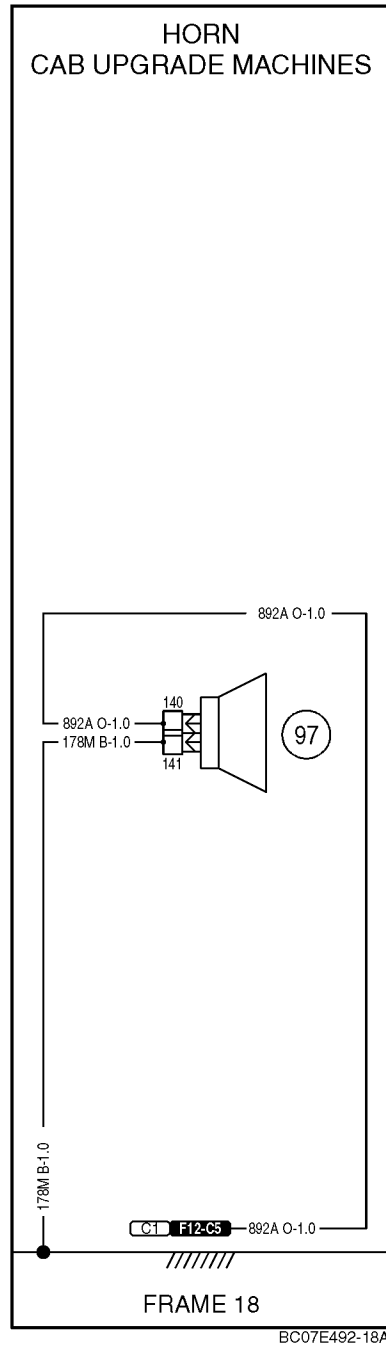 HORN
CAB UPGRADE MACHINES
892A O-1.0
140
892A O-1.0
178M B-1.0
141
97
178M B-1.0
C1 F12-C5 892A O-1.0
FRAME 18
BC07E492-18A